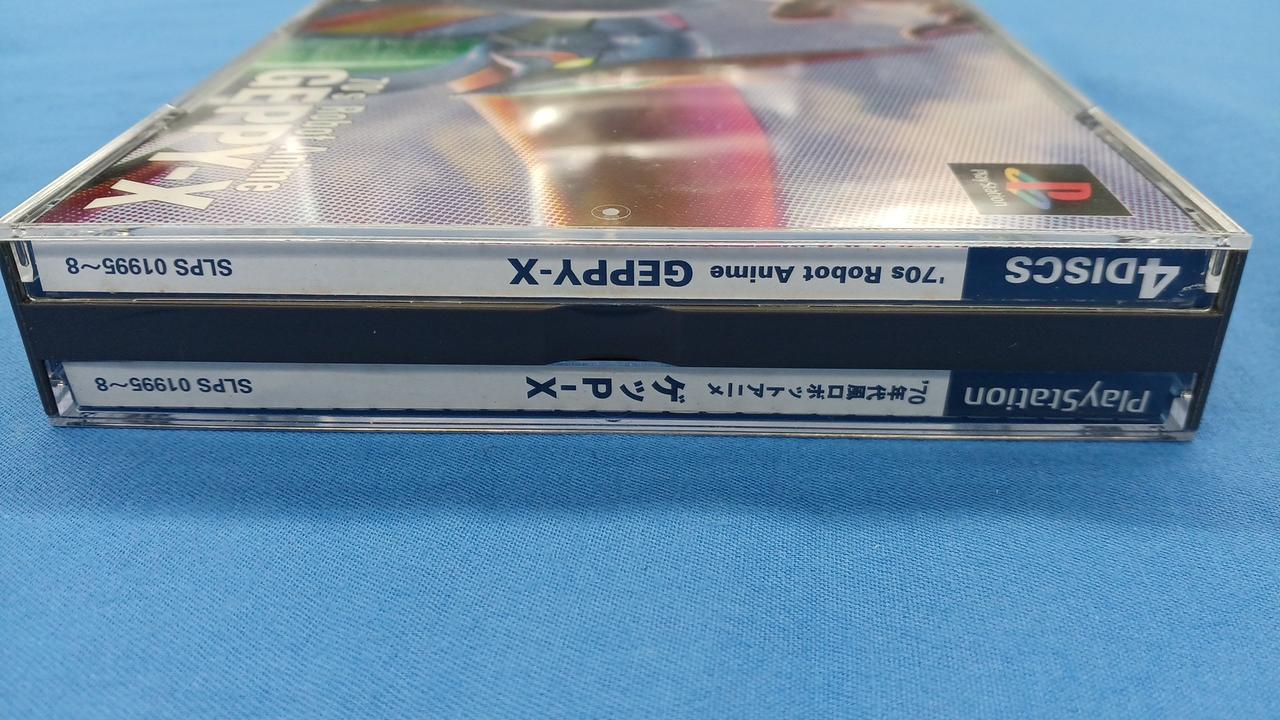 '70s Robot Anime
GEPPY-X
PlayStation
4DISCS '70s Robot Anime GEPPY-X SLPS 01995~8
PlayStation '70年代風ロボットアニメ ゲッP-X SLPS 01995~8